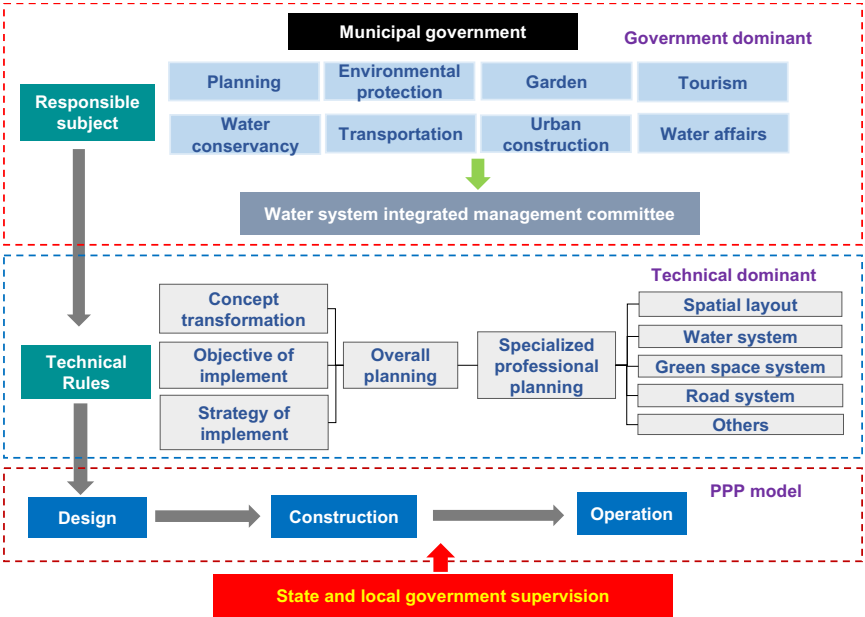 Municipal government
Government dominant
Responsible
subject
Planning
Environmental
protection
Garden
Tourism
Water
conservancy
Transportation
Urban
construction
Water affairs
Water system integrated management committee
Technical dominant
Technical
Rules
Concept
transformation
Objective of
implement
Strategy of
implement
Overall
planning
Specialized
professional
planning
Spatial layout
Water system
Green space system
Road system
Others
PPP model
Design
Construction
Operation
State and local government supervision